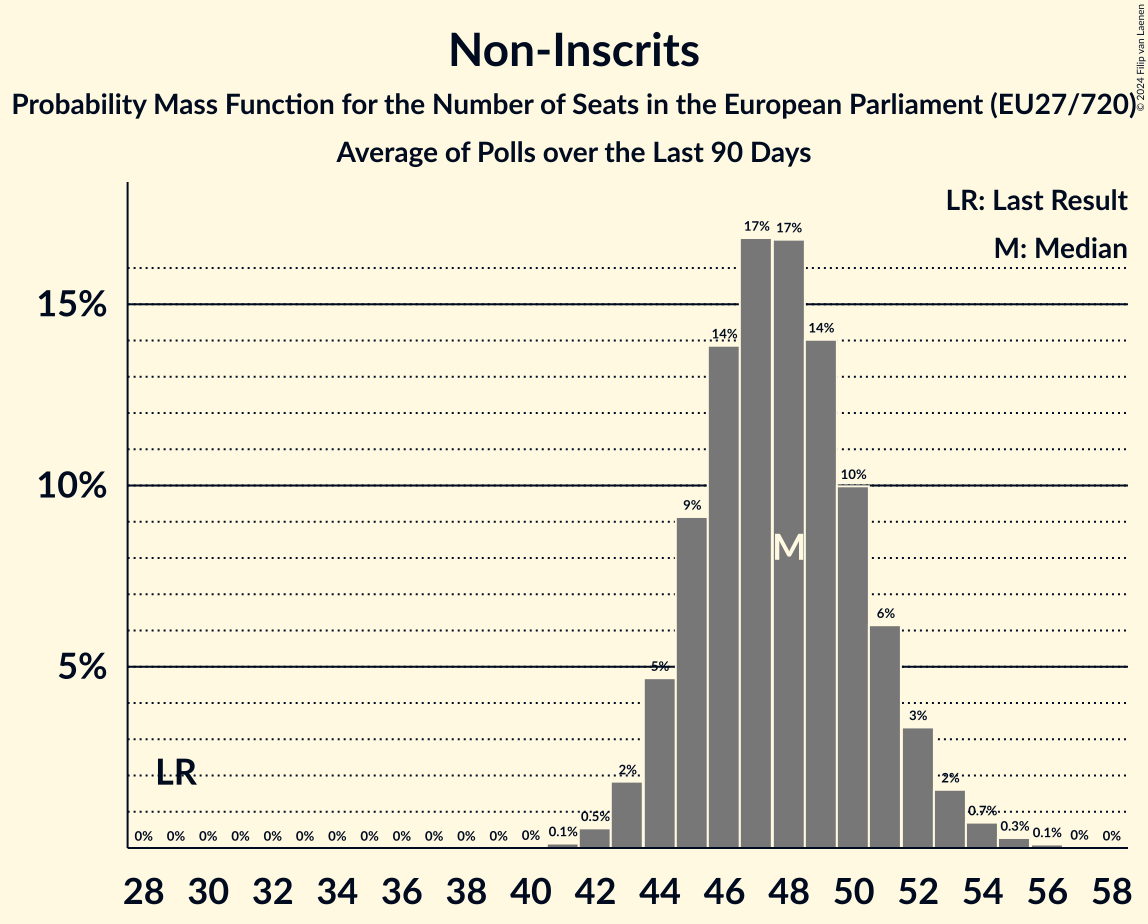 Non-Inscrits
Probability Mass Function for the Number of Seats in the European Parliament (EU27/720)
Average of Polls over the Last 90 Days
© 2024 Filip van Laenen
LR: Last Result
M: Median
17% 17%
15%
14% 14%
10%
10%
9%
M
6%
5%
5%
3%
LR
2% 2%
0.5% 0.7%
0% 0% 0% 0% 0% 0% 0% 0% 0% 0% 0% 0% 0% 0.1% 0.3% 0.1% 0% 0%
28 30 32 34 36 38 40 42 44 46 48 50 52 54 56 58